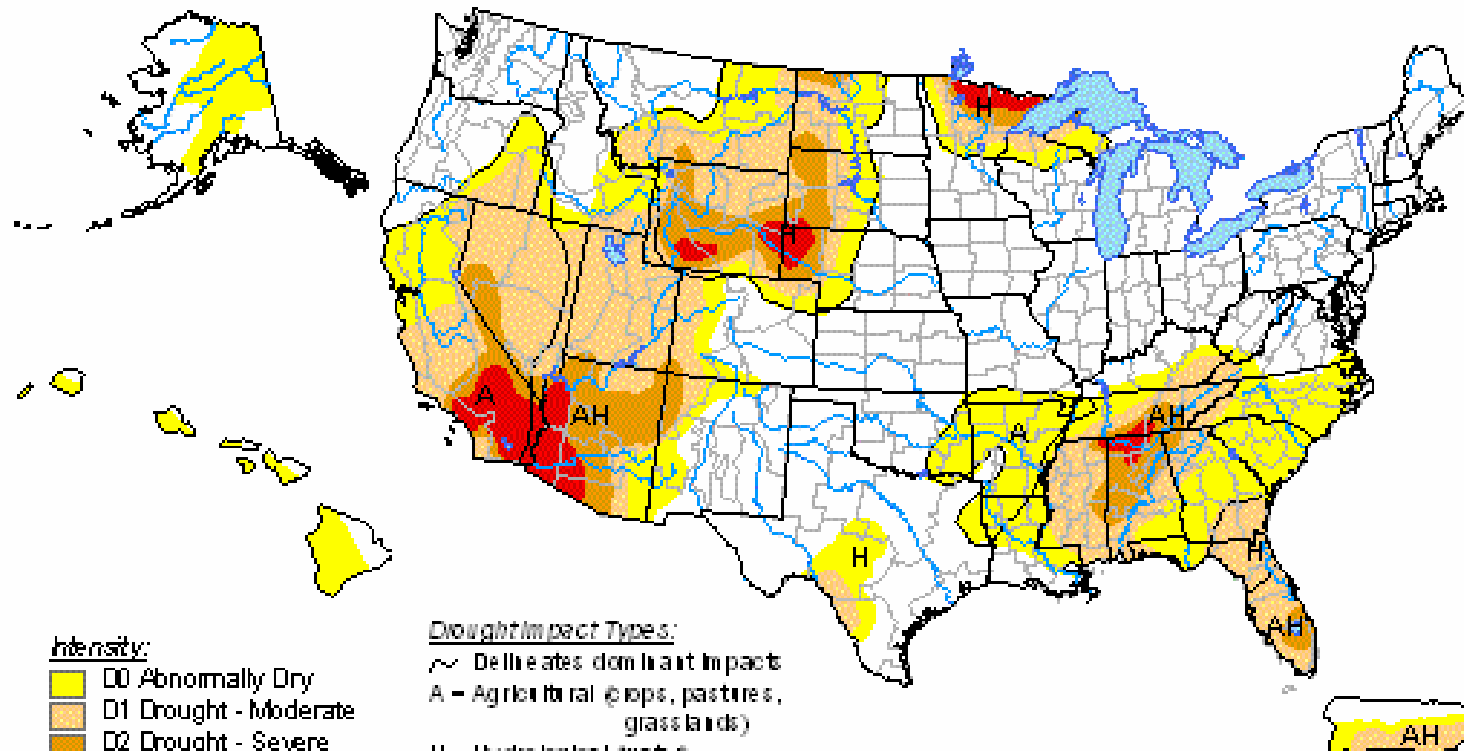 H
H
A
AH
A
AH
H
H
AH
AH
Intensity:
D0 Abnormally Dry
D1 Drought - Moderate
D2 Drought - Severe
Drought Impact Types:
Delineates dominant impacts
A = Agricultural (crops, pastures,
grasslands)